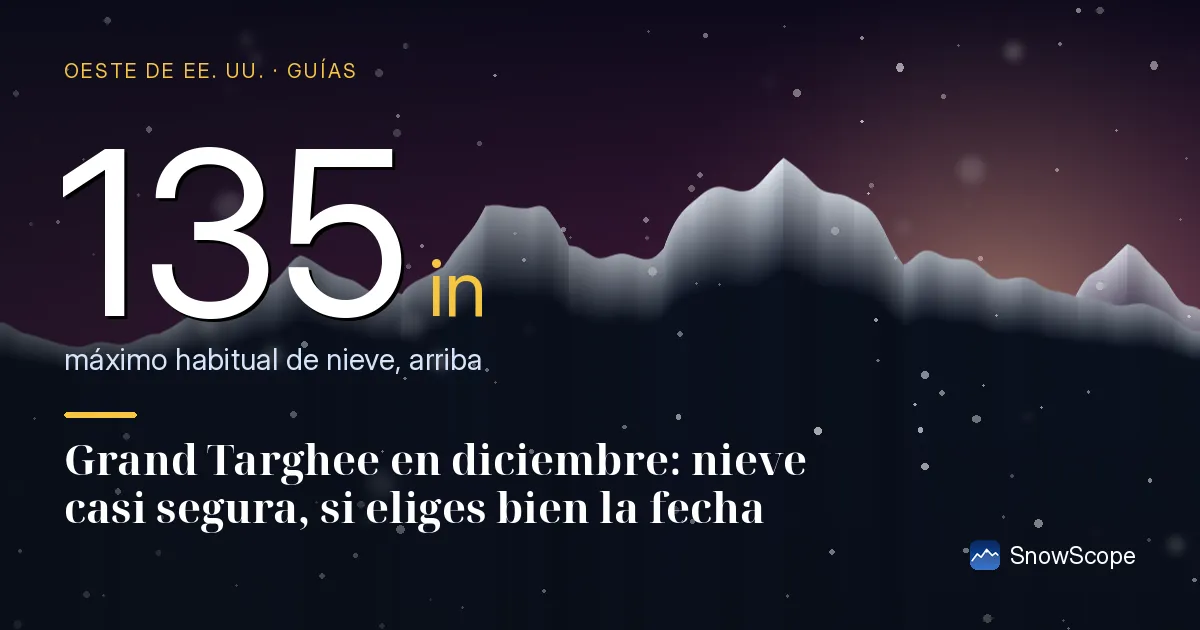 OESTE DE EE. UU. · GUÍAS
135 in
máximo habitual de nieve, arriba
Grand Targhee en diciembre: nieve
casi segura, si eliges bien la fecha
SnowScope